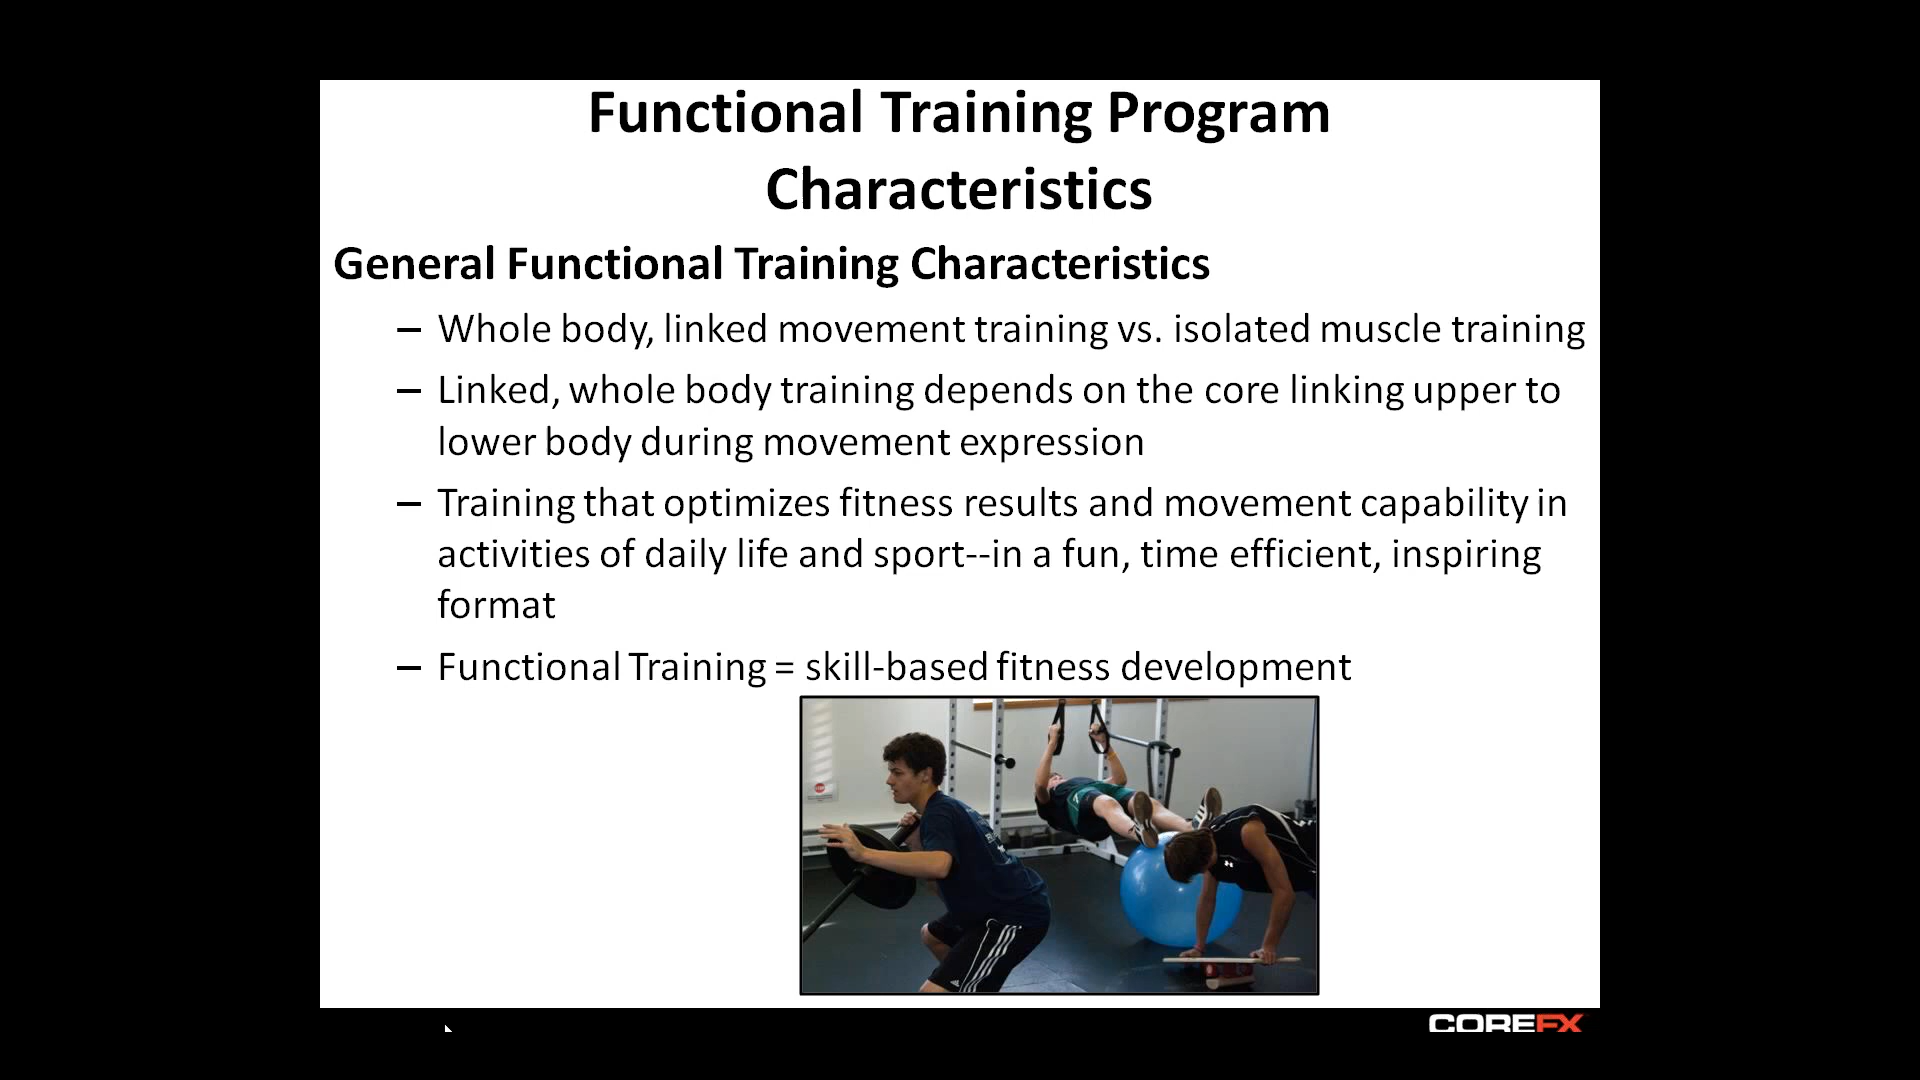 Functional Training Program
Characteristics
General Functional Training Characteristics
– Whole body, linked movement training vs. isolated muscle training
– Linked, whole body training depends on the core linking upper to
lower body during movement expression
– Training that optimizes fitness results and movement capability in
activities of daily life and sport--in a fun, time efficient, inspiring
format
– Functional Training = skill-based fitness development
COREFX